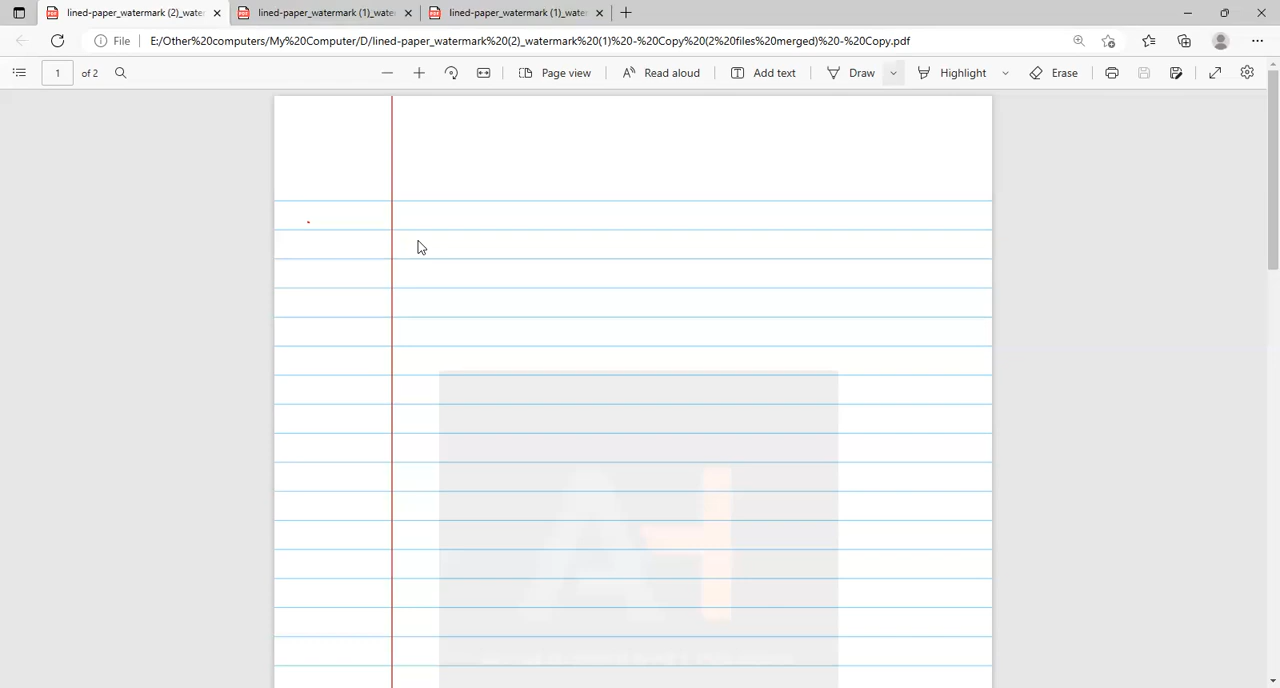 lined-paper_watermark (2)_wate
lined-paper_watermark (1)_wate
lined-paper_watermark (1)_wate
File
E:/Other%20computers/My%20Computer/D/lined-paper_watermark%20(2)_watermark%20(1)%20-%20Copy%20(2%20files%20merged)%20-%20Copy.pdf
1 of 2
Page view
Read aloud
Add text
Draw
Highlight
Erase
A+